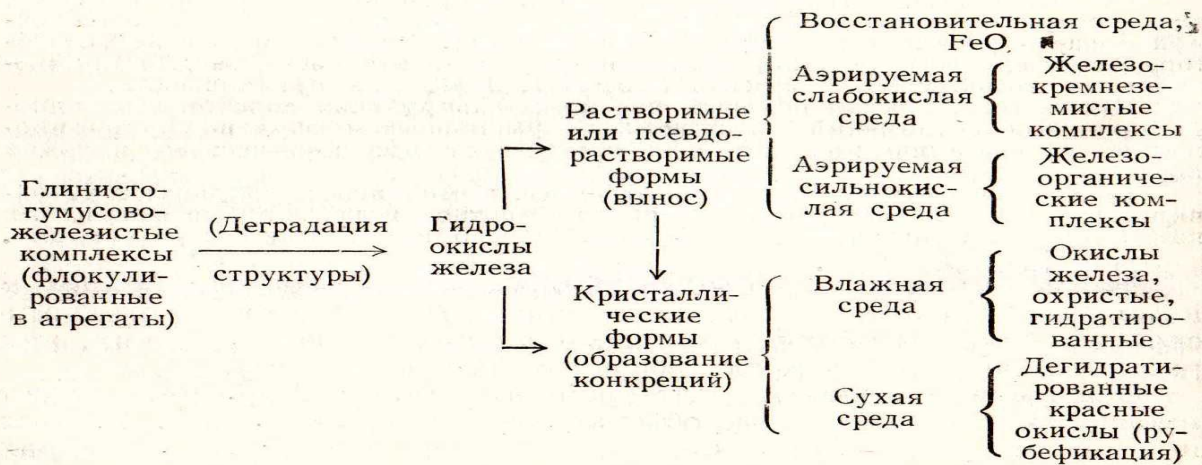 Глинисто-
гумусово-
железистые
комплексы
(флокули-
рованные
в агрегаты)
(Деградация
структуры)
Гидро-
окислы
железа
Растворимые
или псевдо-
растворимые
формы
(вынос)
Кристалли-
ческие
формы
(образование
конкреций)
Восстановительная среда,
FeO
Аэрируемая
слабокислая
среда
Железо-
кремнезе-
мистые
комплексы
Аэрируемая
сильнокис-
лая среда
Железо-
органиче-
ские ком-
плексы
Влажная
среда
Окислы
железа,
охристые,
гидратиро-
ванные
Сухая
среда
Дегидрати-
рованные
красные
окислы (ру-
бефикация)